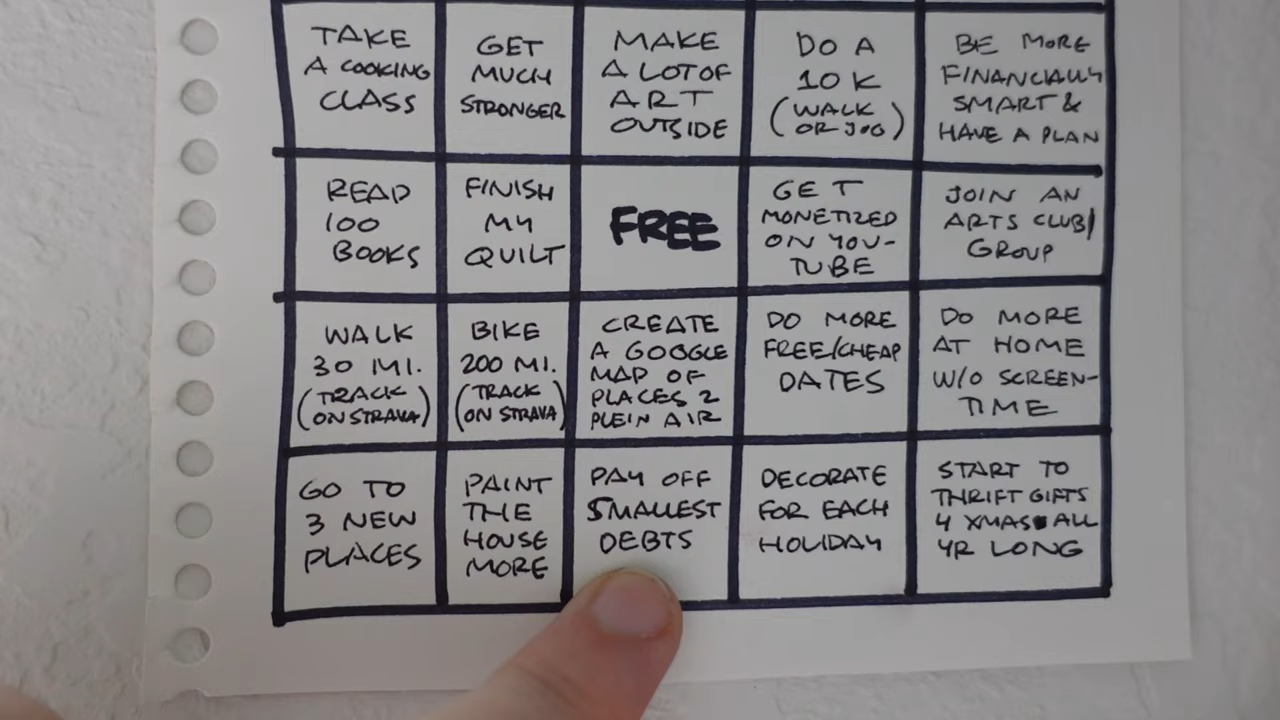 TAKE
A COOKING
CLASS
GET
MUCH
STRONGER
MAKE
A LOT OF
ART
OUTSIDE
DO A
10 K
(WALK
OR JOG)
BE MORE
FINANCIALLY
SMART &
HAVE A PLAN
READ
100
BOOKS
FINISH
MY
QUILT
FREE
GET
MONETIZED
ON YOU-
TUBE
JOIN AN
ARTS CLUB/
GROUP
WALK
30 MI.
(TRACK
ON STRAVA)
BIKE
200 MI.
(TRACK
ON STRAVA)
CREATE
A GOOGLE
MAP OF
PLACES 2
PLEIN AIR
DO MORE
FREE/CHEAP
DATES
DO MORE
AT HOME
W/O SCREEN-
TIME
GO TO
3 NEW
PLACES
PAINT
THE
HOUSE
MORE
PAY OFF
SMALLEST
DEBTS
DECORATE
FOR EACH
HOLIDAY
START TO
THRIFT GIFTS
4 XMAS ALL
YR LONG